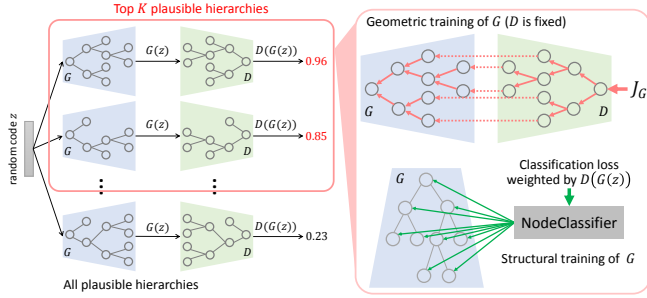 Top K plausible hierarchies
random code z
G
G(z)
D
D(G(z))
0.96
G
G(z)
D
D(G(z))
0.85
G
G(z)
D
D(G(z))
0.23
All plausible hierarchies
Geometric training of G (D is fixed)
G
D
J_G
Classification loss
weighted by D(G(z))
G
NodeClassifier
Structural training of G